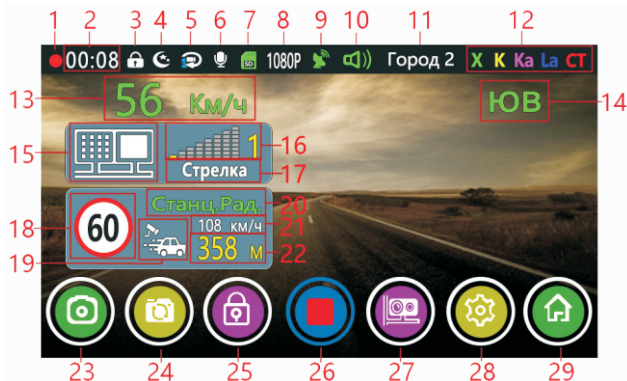 1 2 3 4 5 6 7 8 9 10 11 12
00:08 SD 1080P Город 2 X K Ka La CT
13 56 Км/ч ЮВ 14
15 1 16
Стрелка 17
Станц.Рад. 20
18 60 108 км/ч 21
19 358 М 22
23 24 25 26 27 28 29